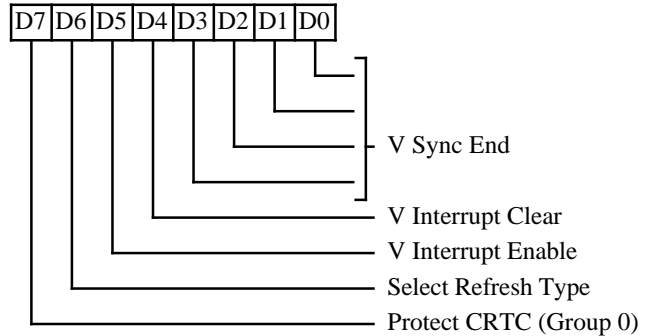 D7 D6 D5 D4 D3 D2 D1 D0
V Sync End
V Interrupt Clear
V Interrupt Enable
Select Refresh Type
Protect CRTC (Group 0)